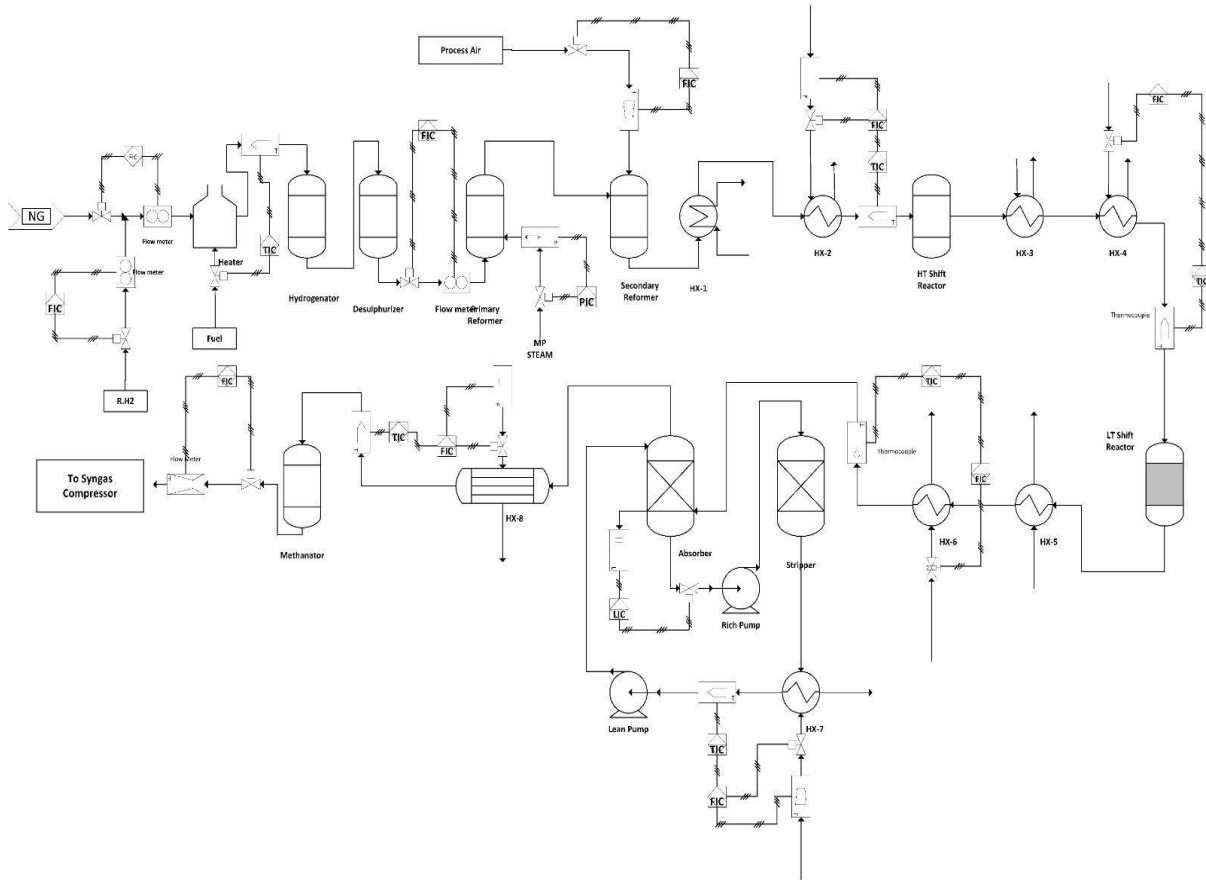 Process Air
FIC
FIC
FIC
FIC
TIC
NG
FIC
Flow meter
Flow meter
FIC
Heater
TIC
Fuel
R.H2
Hydrogenator
Desulphurizer
Flow meter
Primary
Reformer
PIC
MP
STEAM
Secondary
Reformer
HX-1
HX-2
HT Shift
Reactor
HX-3
HX-4
TIC
Thermocouple
LT Shift
Reactor
FIC
Flow Meter
To Syngas
Compressor
Methanator
TIC
FIC
HX-8
Absorber
LIC
Rich Pump
Stripper
TIC
Thermocouple
FIC
HX-6
HX-5
Lean Pump
HX-7
TIC
FIC